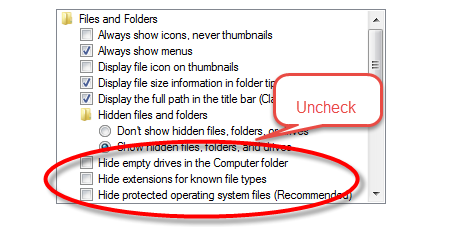 Files and Folders
Always show icons, never thumbnails
Always show menus
Display file icon on thumbnails
Display file size information in folder tip
Display the full path in the title bar (Cla
Hidden files and folders
Don't show hidden files, folders, or drives
Show hidden files, folders, and drives
Hide empty drives in the Computer folder
Hide extensions for known file types
Hide protected operating system files (Recommended)
Uncheck